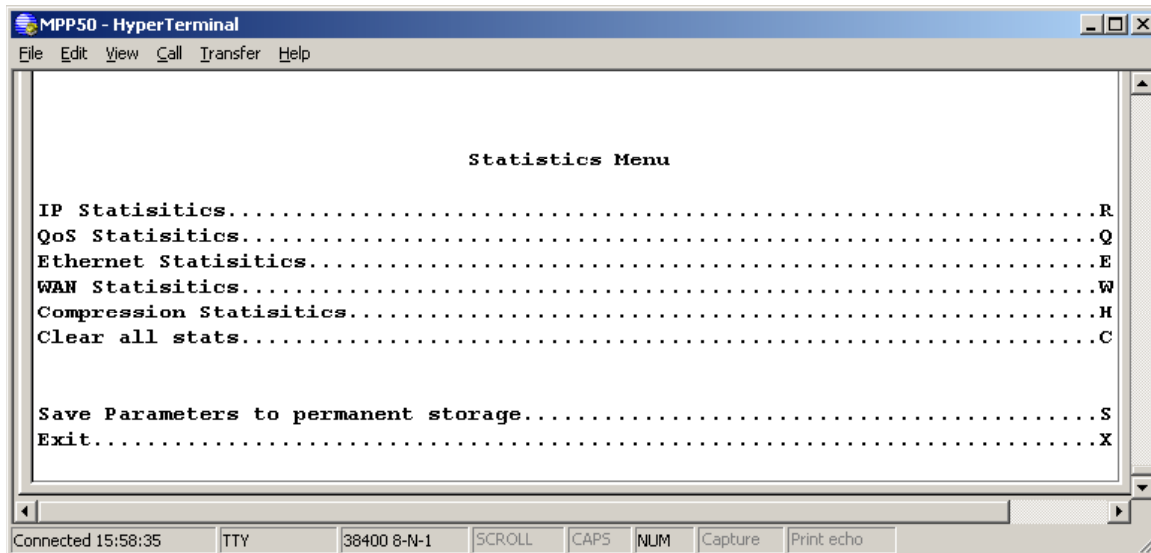 MPP50 - HyperTerminal
File Edit View Call Transfer Help
Statistics Menu
IP Statisitics................................................................R
QoS Statisitics...............................................................Q
Ethernet Statisitics..........................................................E
WAN Statisitics...............................................................W
Compression Statisitics.......................................................H
Clear all stats...............................................................C
Save Parameters to permanent storage..........................................S
Exit..........................................................................X
Connected 15:58:35 TTY 38400 8-N-1 SCROLL CAPS NUM Capture Print echo